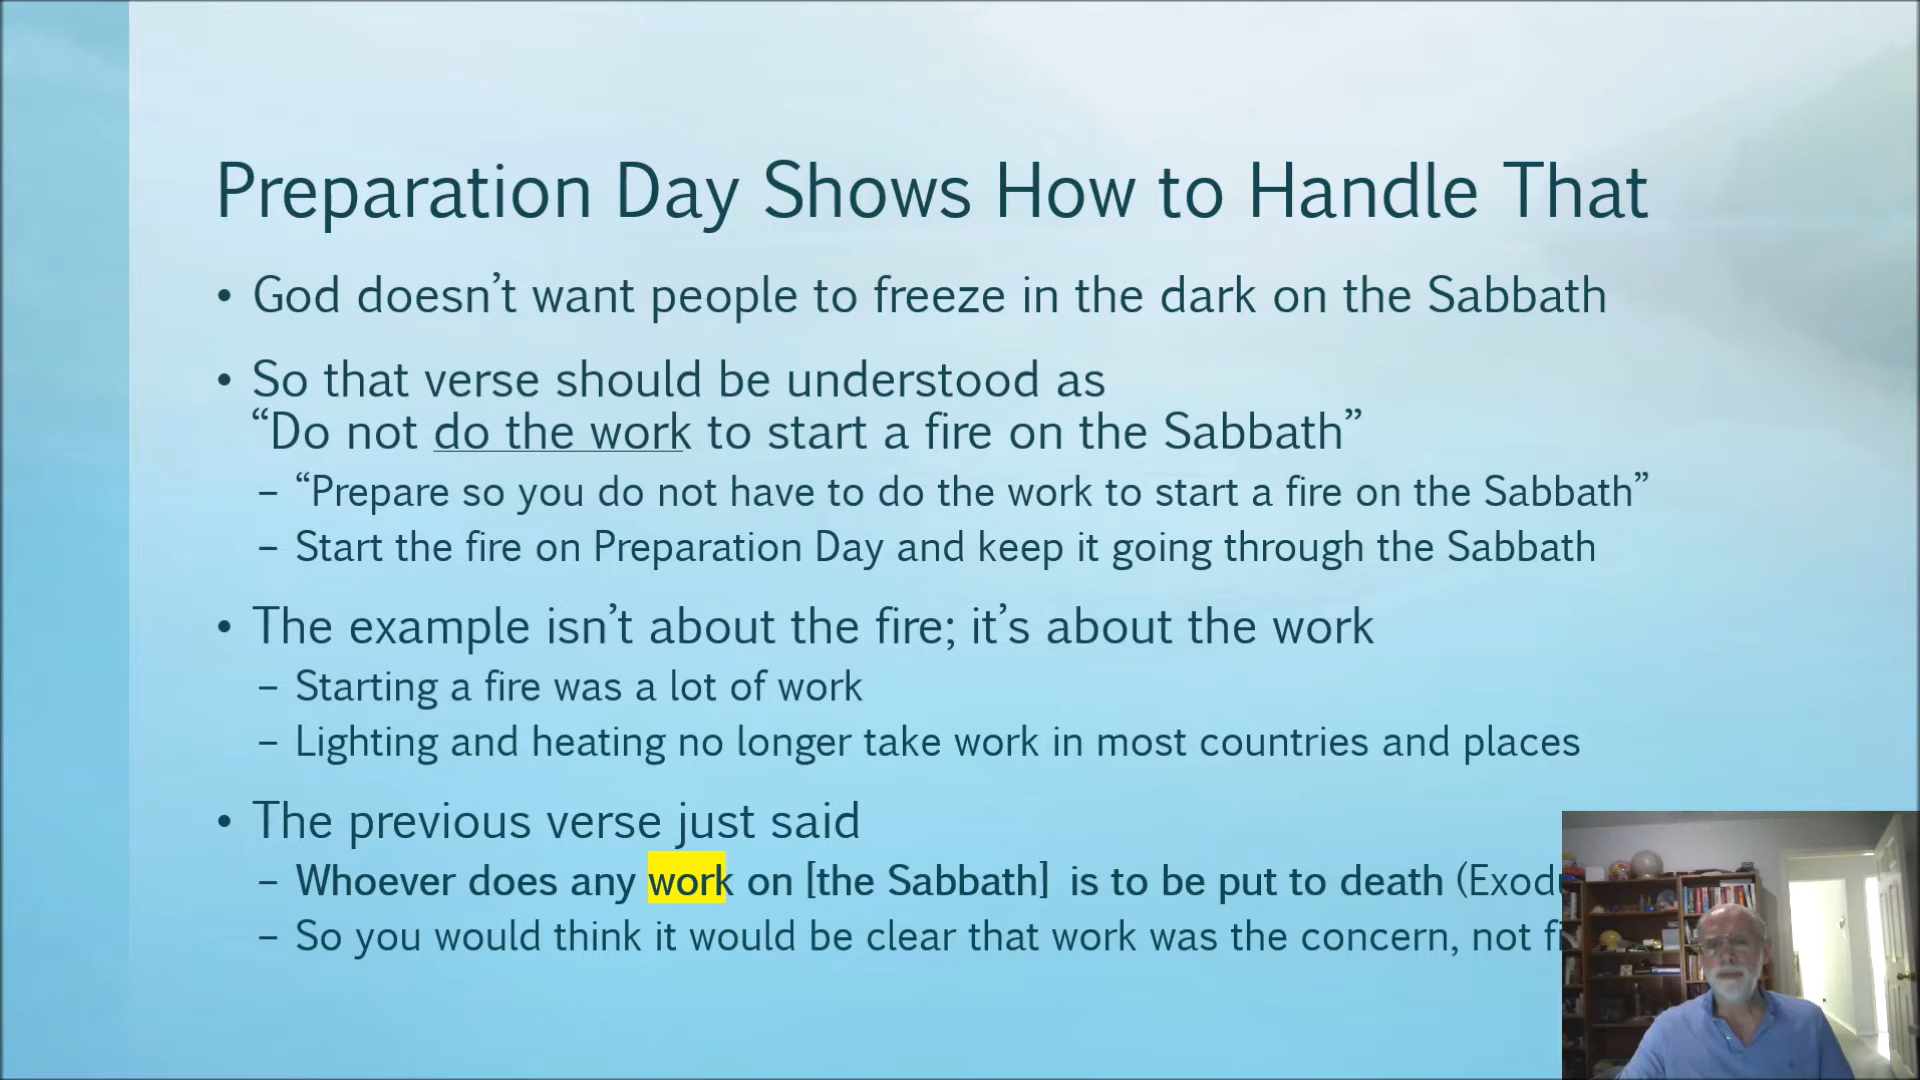 Preparation Day Shows How to Handle That
• God doesn’t want people to freeze in the dark on the Sabbath
• So that verse should be understood as
“Do not do the work to start a fire on the Sabbath”
– “Prepare so you do not have to do the work to start a fire on the Sabbath”
– Start the fire on Preparation Day and keep it going through the Sabbath
• The example isn’t about the fire; it’s about the work
– Starting a fire was a lot of work
– Lighting and heating no longer take work in most countries and places
• The previous verse just said
– Whoever does any work on [the Sabbath] is to be put to death
– So you would think it would be clear that work was the concern, not